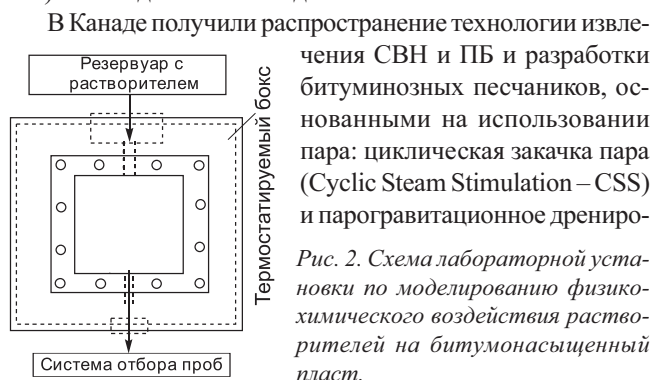 В Канаде получили распространение технологии извле-
чения СВН и ПБ и разработки
битуминозных песчаников, ос-
нованными на использовании
пара: циклическая закачка пара
(Cyclic Steam Stimulation – CSS)
и парогравитационное дрениро-
Резервуар с
растворителем
Термостатируемый бокс
Система отбора проб
Рис. 2. Схема лабораторной уста-
новки по моделированию физико-
химического воздействия раство-
рителей на битумонасыщенный
пласт.